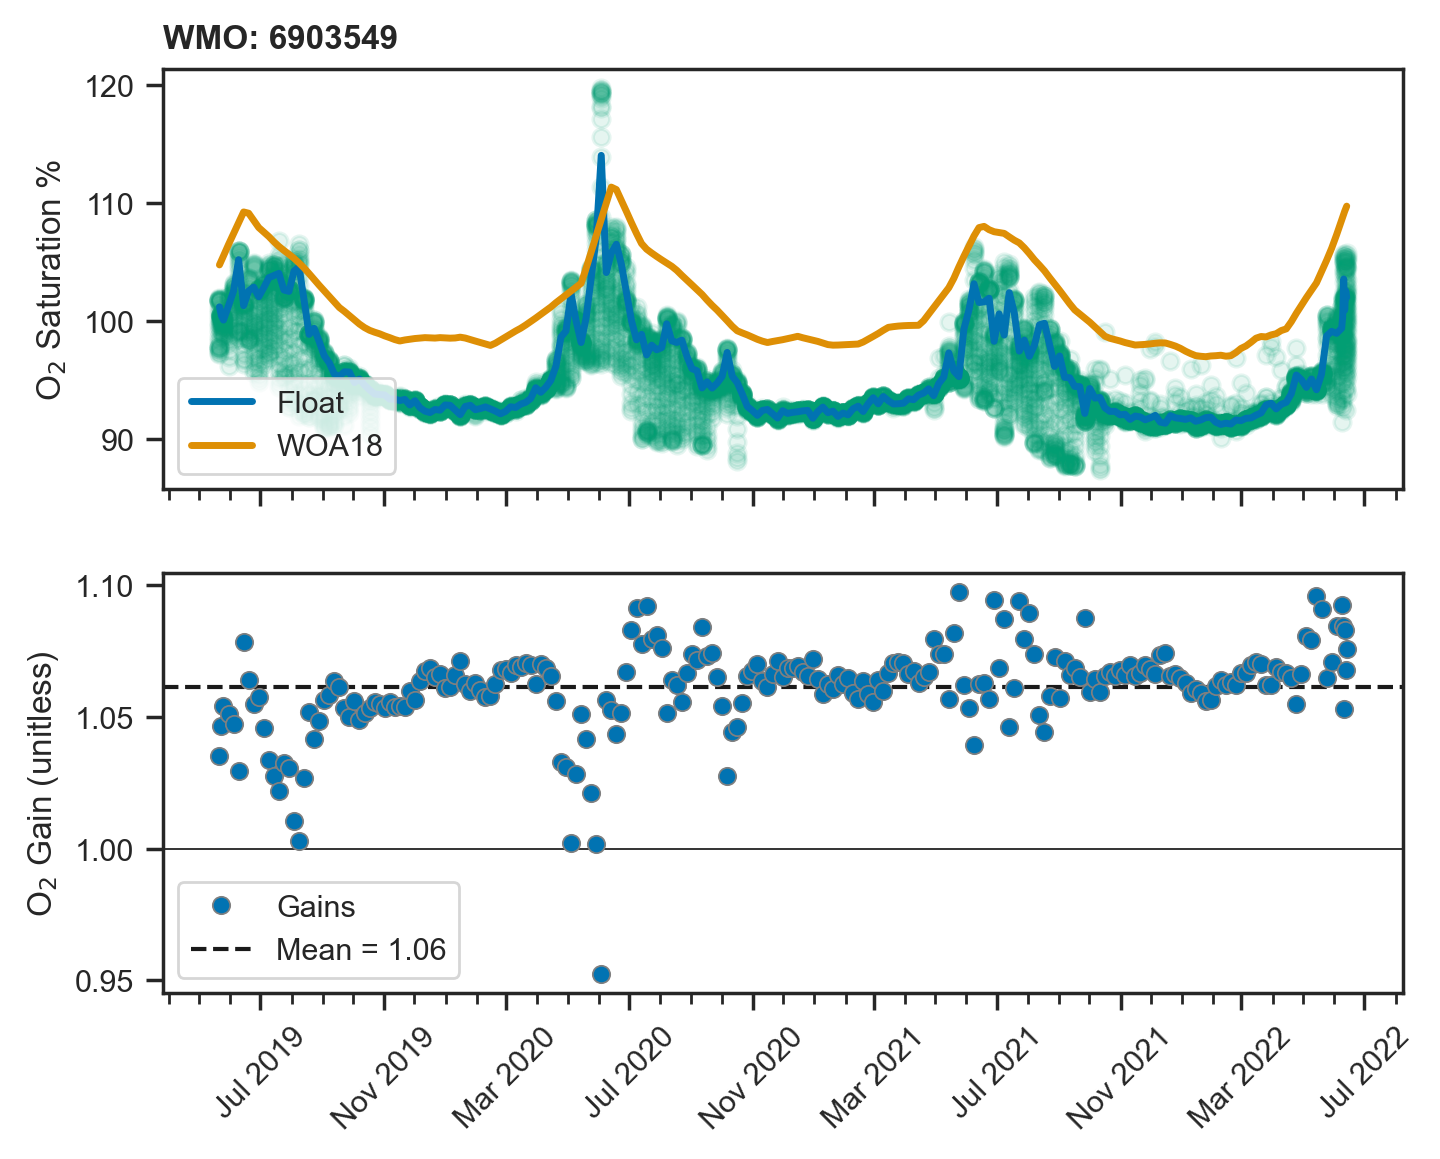 WMO: 6903549
O₂ Saturation %
120
110
100
90
Float
WOA18
O₂ Gain (unitless)
1.10
1.05
1.00
0.95
Gains
Mean = 1.06
Jul 2019
Nov 2019
Mar 2020
Jul 2020
Nov 2020
Mar 2021
Jul 2021
Nov 2021
Mar 2022
Jul 2022